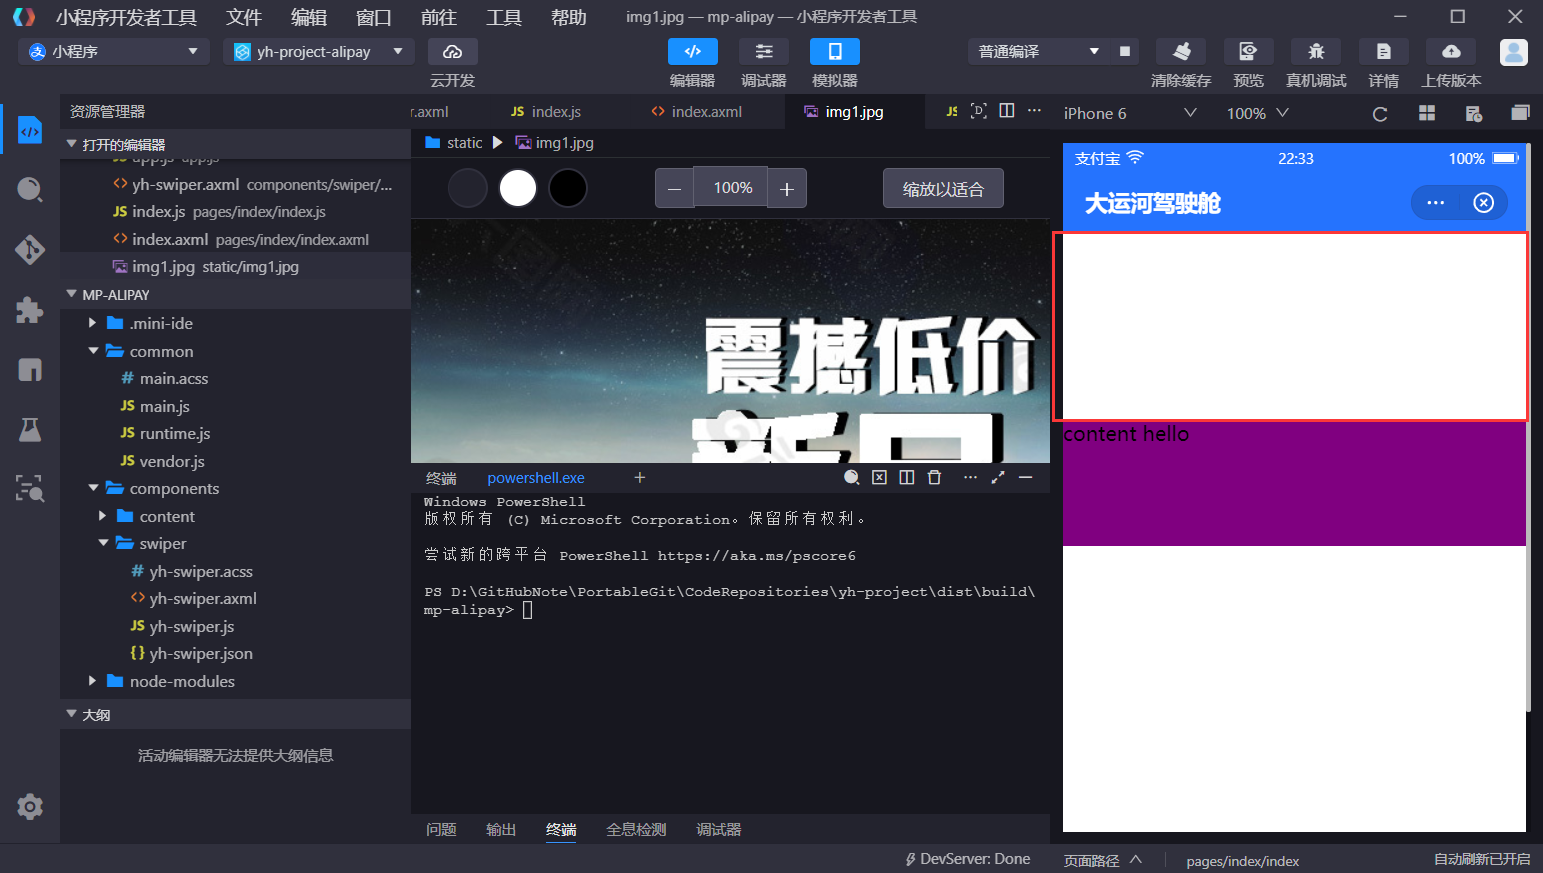 小程序开发者工具 文件 编辑 窗口 前往 工具 帮助 img1.jpg — mp-alipay — 小程序开发者工具
小程序 yh-project-alipay 普通编译
云开发 编辑器 调试器 模拟器 清除缓存 预览 真机调试 详情 上传版本
资源管理器
r.axml index.js index.axml img1.jpg JS
iPhone 6 100%
打开的编辑器
static img1.jpg
app.js app.js
yh-swiper.axml components/swiper/...
index.js pages/index/index.js
index.axml pages/index/index.axml
img1.jpg static/img1.jpg
MP-ALIPAY
.mini-ide
common
main.acss
main.js
runtime.js
vendor.js
components
content
swiper
yh-swiper.acss
yh-swiper.axml
yh-swiper.js
yh-swiper.json
node-modules
大纲
活动编辑器无法提供大纲信息
100% 缩放以适合
震撼低价
终端 powershell.exe
Windows PowerShell
版权所有 (C) Microsoft Corporation。保留所有权利。
尝试新的跨平台 PowerShell https://aka.ms/pscore6
PS D:\GitHubNote\PortableGit\CodeRepositories\yh-project\dist\build\
mp-alipay>
问题 输出 终端 全息检测 调试器
支付宝 22:33 100%
大运河驾驶舱
content hello
DevServer: Done 页面路径 pages/index/index 自动刷新已开启